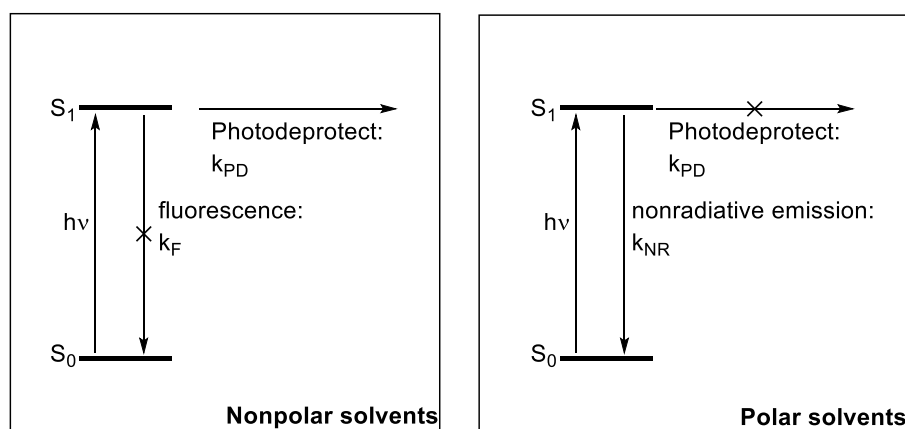 S1
Photodeprotect:
kPD
hν
fluorescence:
kF
S0
Nonpolar solvents
S1
Photodeprotect:
kPD
hν
nonradiative emission:
kNR
S0
Polar solvents